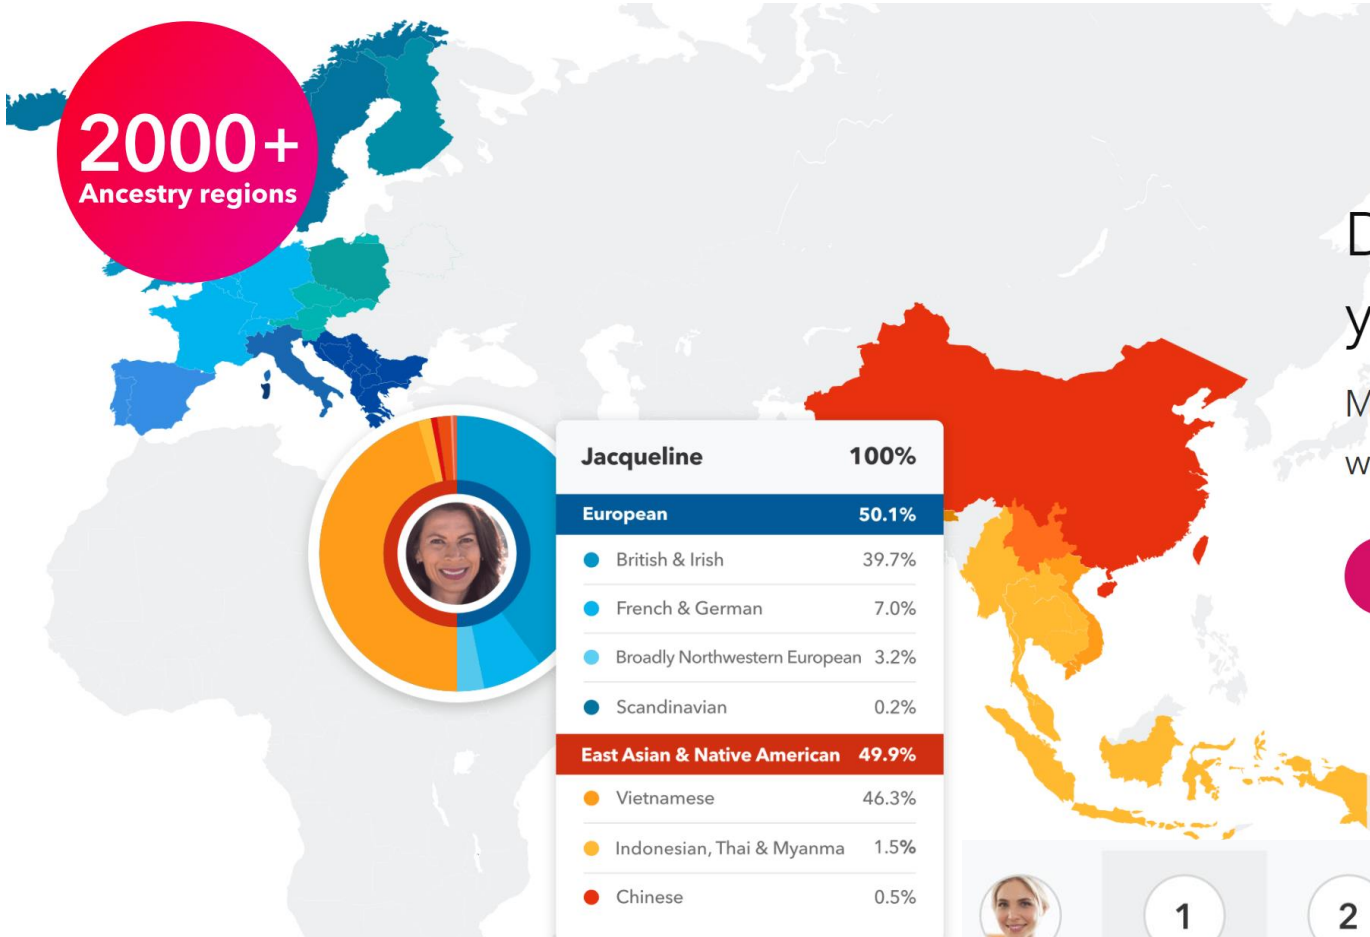 2000+
Ancestry regions
D
y
M
w
Jacqueline 100%
European 50.1%
British & Irish 39.7%
French & German 7.0%
Broadly Northwestern European 3.2%
Scandinavian 0.2%
East Asian & Native American 49.9%
Vietnamese 46.3%
Indonesian, Thai & Myanma 1.5%
Chinese 0.5%
1
2